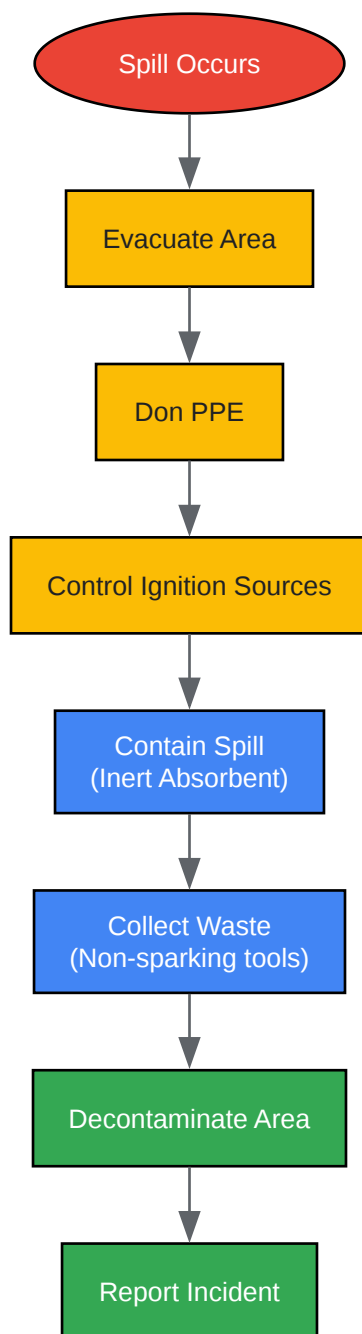 Spill Occurs
Evacuate Area
Don PPE
Control Ignition Sources
Contain Spill
(Inert Absorbent)
Collect Waste
(Non-sparking tools)
Decontaminate Area
Report Incident